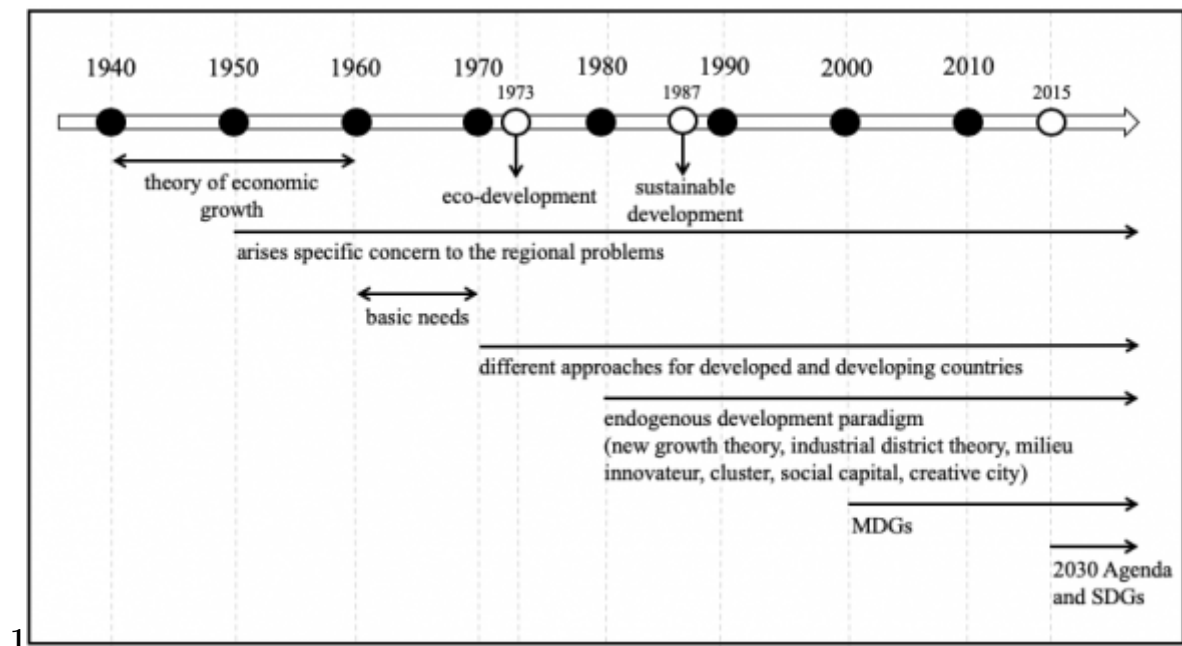 1940
1950
1960
1970
1980
1990
2000
2010
1973
1987
2015
theory of economic
growth
eco-development
sustainable
development
arises specific concern to the regional problems
basic needs
different approaches for developed and developing countries
endogenous development paradigm
(new growth theory, industrial district theory, milieu
innovateur, cluster, social capital, creative city)
MDGs
2030 Agenda
and SDGs
1